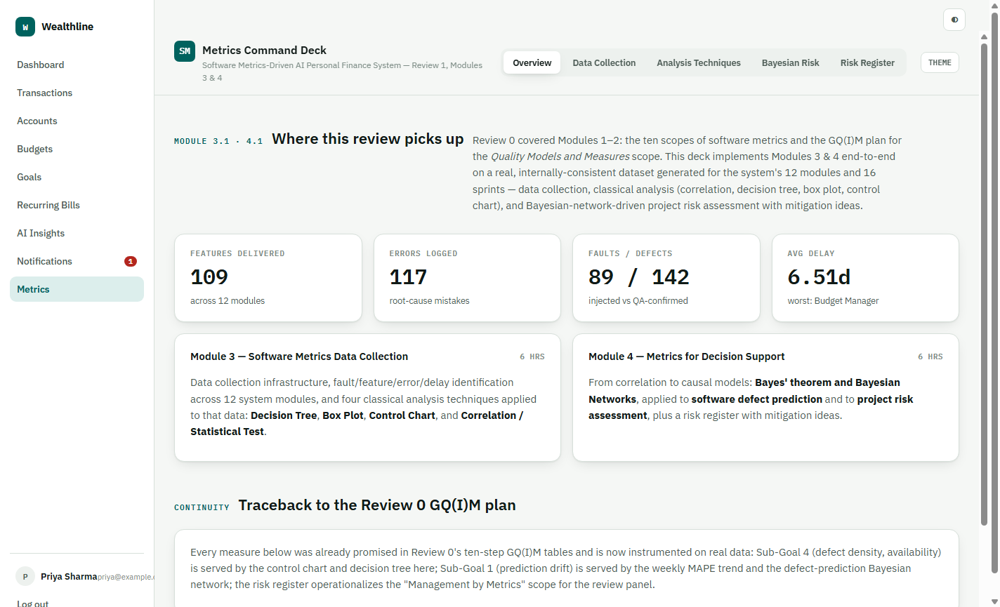 W Wealthline
Dashboard
Transactions
Accounts
Budgets
Goals
Recurring Bills
AI Insights
Notifications 1
Metrics
P Priya Sharma priya@example.
Log out
SM Metrics Command Deck
Software Metrics-Driven AI Personal Finance System — Review 1, Modules
3 & 4
Overview Data Collection Analysis Techniques Bayesian Risk Risk Register THEME
MODULE 3.1 · 4.1 Where this review picks up
Review 0 covered Modules 1–2: the ten scopes of software metrics and the GQ(I)M plan for
the Quality Models and Measures scope. This deck implements Modules 3 & 4 end-to-end
on a real, internally-consistent dataset generated for the system's 12 modules and 16
sprints — data collection, classical analysis (correlation, decision tree, box plot, control
chart), and Bayesian-network-driven project risk assessment with mitigation ideas.
FEATURES DELIVERED
109
across 12 modules
ERRORS LOGGED
117
root-cause mistakes
FAULTS / DEFECTS
89 / 142
injected vs QA-confirmed
AVG DELAY
6.51d
worst: Budget Manager
Module 3 — Software Metrics Data Collection 6 HRS
Data collection infrastructure, fault/feature/error/delay identification
across 12 system modules, and four classical analysis techniques applied
to that data: Decision Tree, Box Plot, Control Chart, and Correlation /
Statistical Test.
Module 4 — Metrics for Decision Support 6 HRS
From correlation to causal models: Bayes' theorem and Bayesian
Networks, applied to software defect prediction and to project risk
assessment, plus a risk register with mitigation ideas.
CONTINUITY Traceback to the Review 0 GQ(I)M plan
Every measure below was already promised in Review 0's ten-step GQ(I)M tables and is now instrumented on real data: Sub-Goal 4 (defect density, availability)
is served by the control chart and decision tree here; Sub-Goal 1 (prediction drift) is served by the weekly MAPE trend and the defect-prediction Bayesian
network; the risk register operationalizes the "Management by Metrics" scope for the review panel.